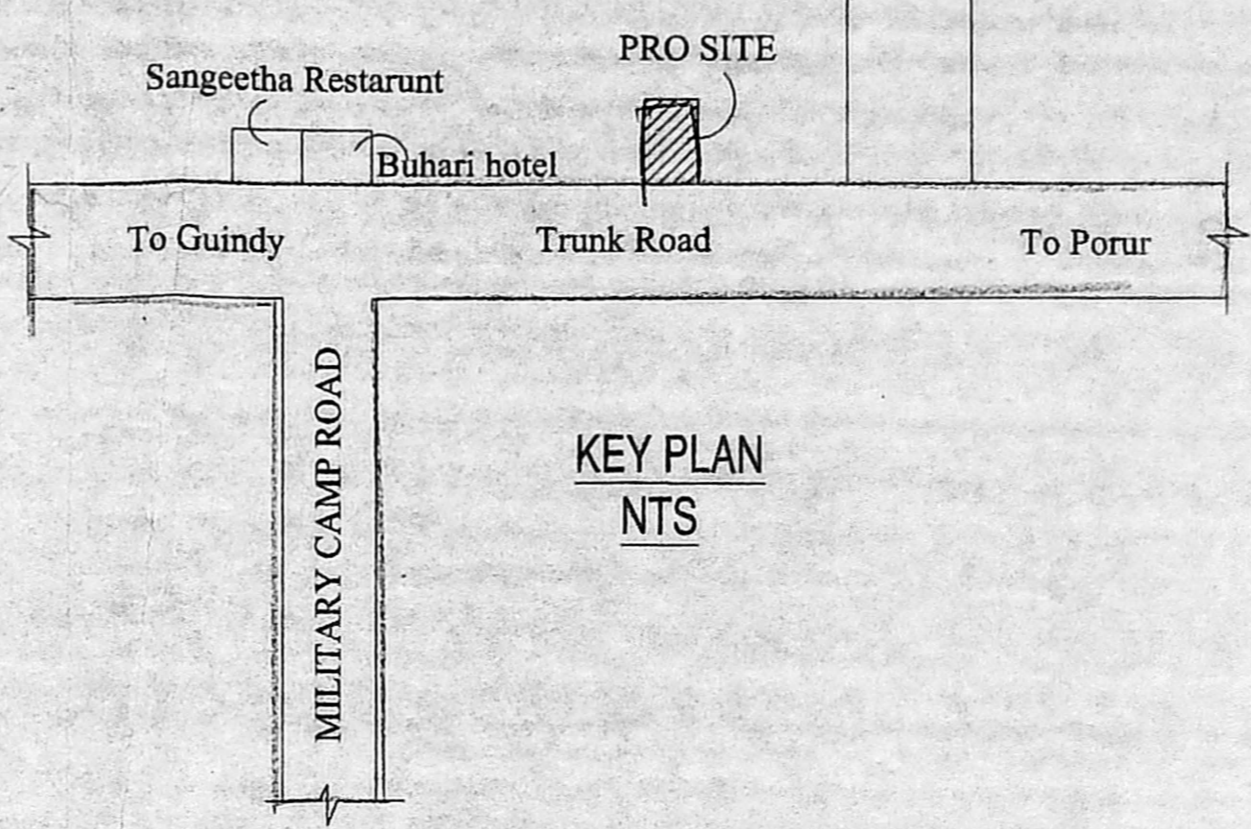 PRO SITE
Sangeetha Restarunt
Buhari hotel
To Guindy
Trunk Road
To Porur
MILITARY CAMP ROAD
KEY PLAN
NTS